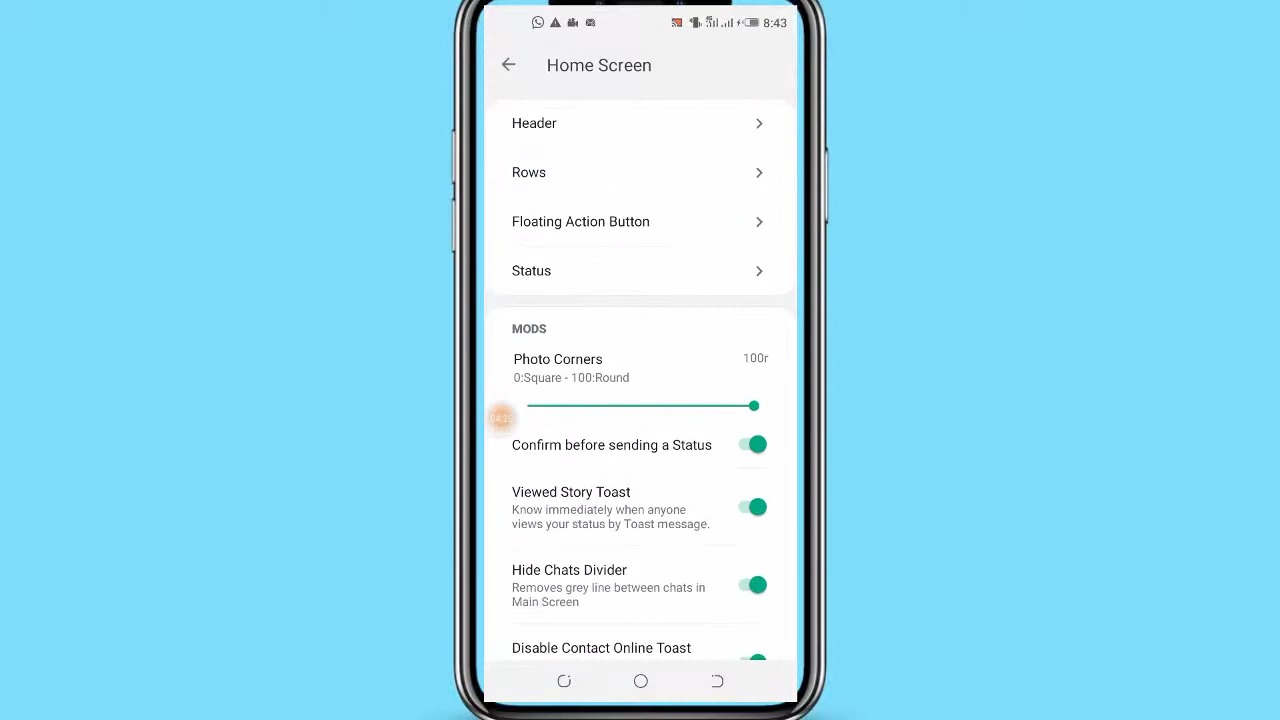 8:43
Home Screen
Header
Rows
Floating Action Button
Status
MODS
Photo Corners
100r
0:Square - 100:Round
Confirm before sending a Status
Viewed Story Toast
Know immediately when anyone
views your status by Toast message.
Hide Chats Divider
Removes grey line between chats in
Main Screen
Disable Contact Online Toast